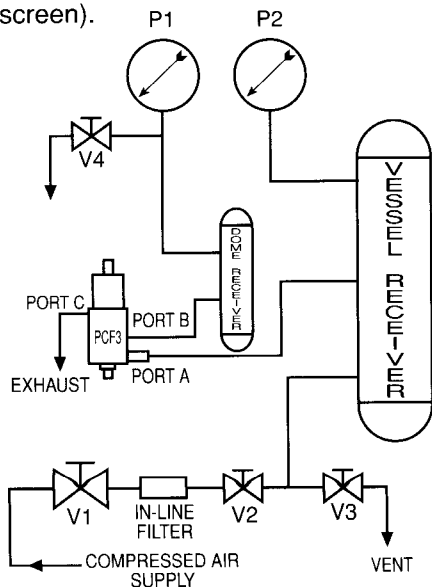 screen).
P1
P2
V4
VESSEL RECEIVER
DOME RECEIVER
PORT C
PCF3
PORT B
PORT A
EXHAUST
V1
IN-LINE
FILTER
V2
V3
COMPRESSED AIR
SUPPLY
VENT